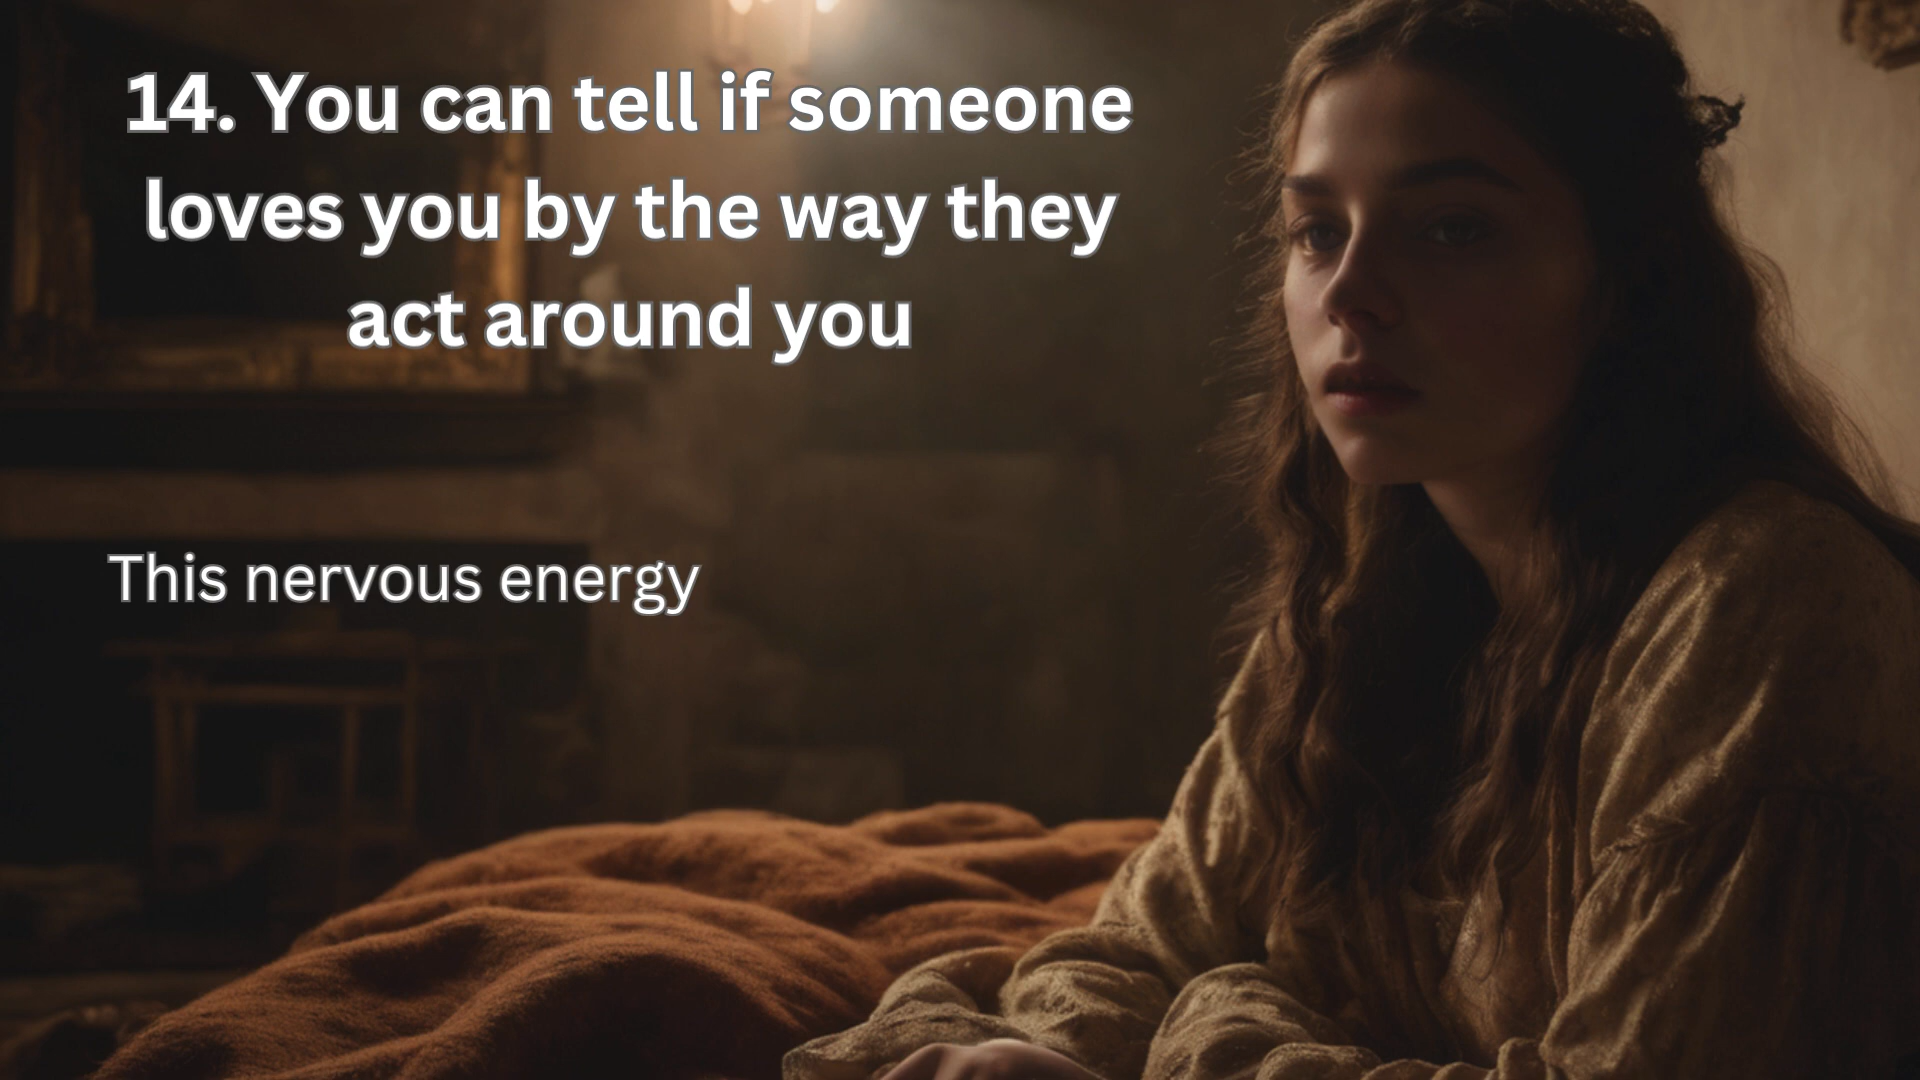 14. You can tell if someone
loves you by the way they
act around you
This nervous energy